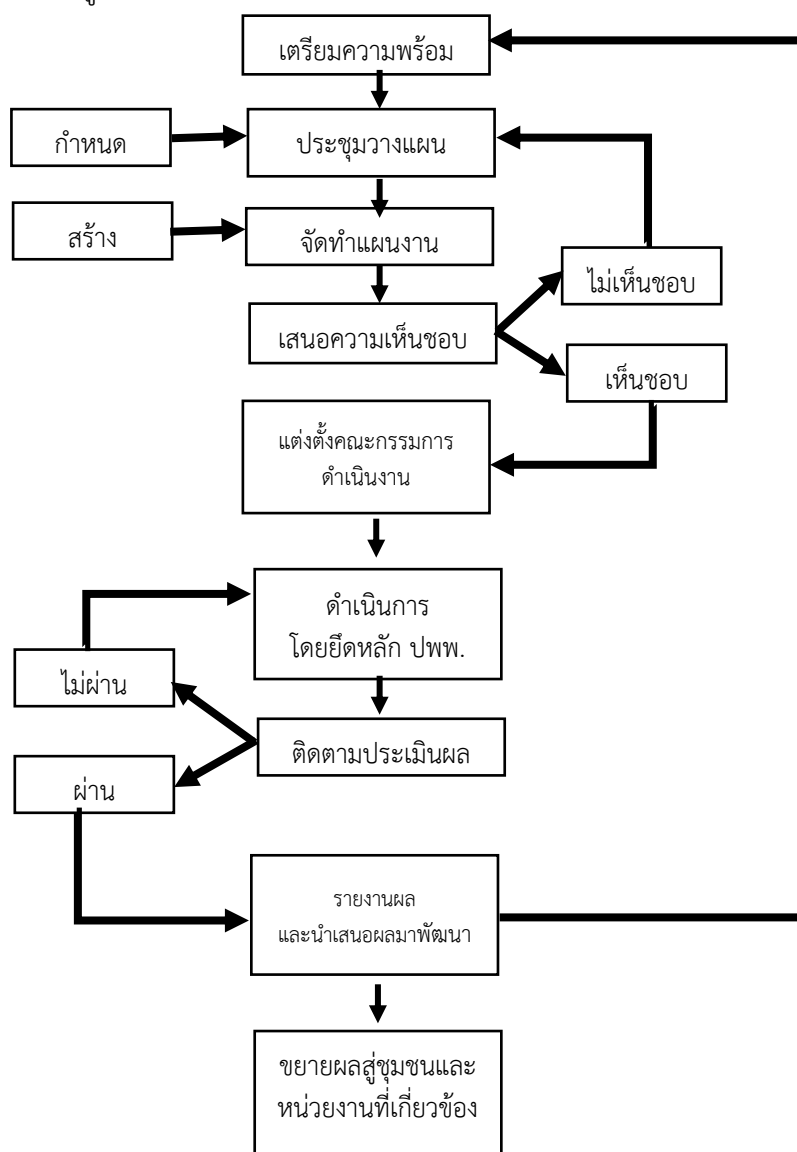 เตรียมความพร้อม
กำหนด
ประชุมวางแผน
สร้าง
จัดทำแผนงาน
ไม่เห็นชอบ
เสนอความเห็นชอบ
เห็นชอบ
แต่งตั้งคณะกรรมการ
ดำเนินงาน
ดำเนินการ
โดยยึดหลัก ปพพ.
ไม่ผ่าน
ติดตามประเมินผล
ผ่าน
รายงานผล
และนำเสนอผลมาพัฒนา
ขยายผลสู่ชุมชนและ
หน่วยงานที่เกี่ยวข้อง